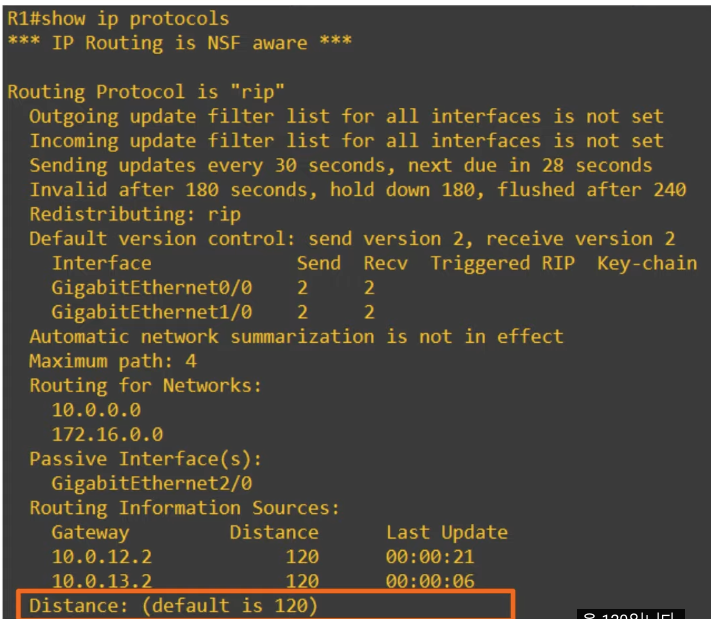 R1#show ip protocols
*** IP Routing is NSF aware ***
Routing Protocol is "rip"
Outgoing update filter list for all interfaces is not set
Incoming update filter list for all interfaces is not set
Sending updates every 30 seconds, next due in 28 seconds
Invalid after 180 seconds, hold down 180, flushed after 240
Redistributing: rip
Default version control: send version 2, receive version 2
Interface Send Recv Triggered RIP Key-chain
GigabitEthernet0/0 2 2
GigabitEthernet1/0 2 2
Automatic network summarization is not in effect
Maximum path: 4
Routing for Networks:
10.0.0.0
172.16.0.0
Passive Interface(s):
GigabitEthernet2/0
Routing Information Sources:
Gateway Distance Last Update
10.0.12.2 120 00:00:21
10.0.13.2 120 00:00:06
Distance: (default is 120)